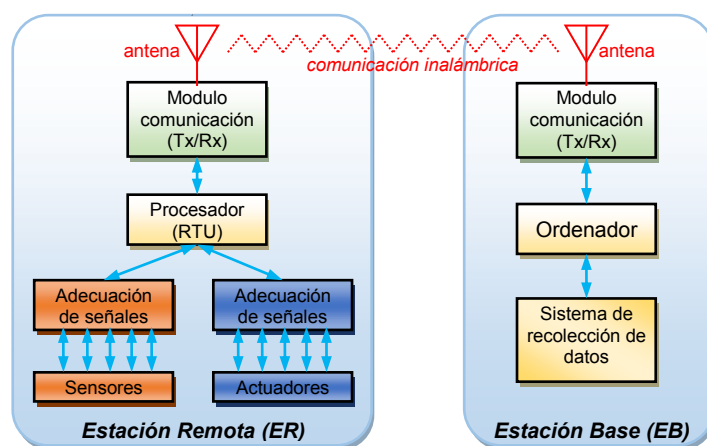 antena
comunicación inalámbrica
antena
Modulo
comunicación
(Tx/Rx)
Procesador
(RTU)
Adecuación
de señales
Adecuación
de señales
Sensores
Actuadores
Estación Remota (ER)
Modulo
comunicación
(Tx/Rx)
Ordenador
Sistema de
recolección de
datos
Estación Base (EB)